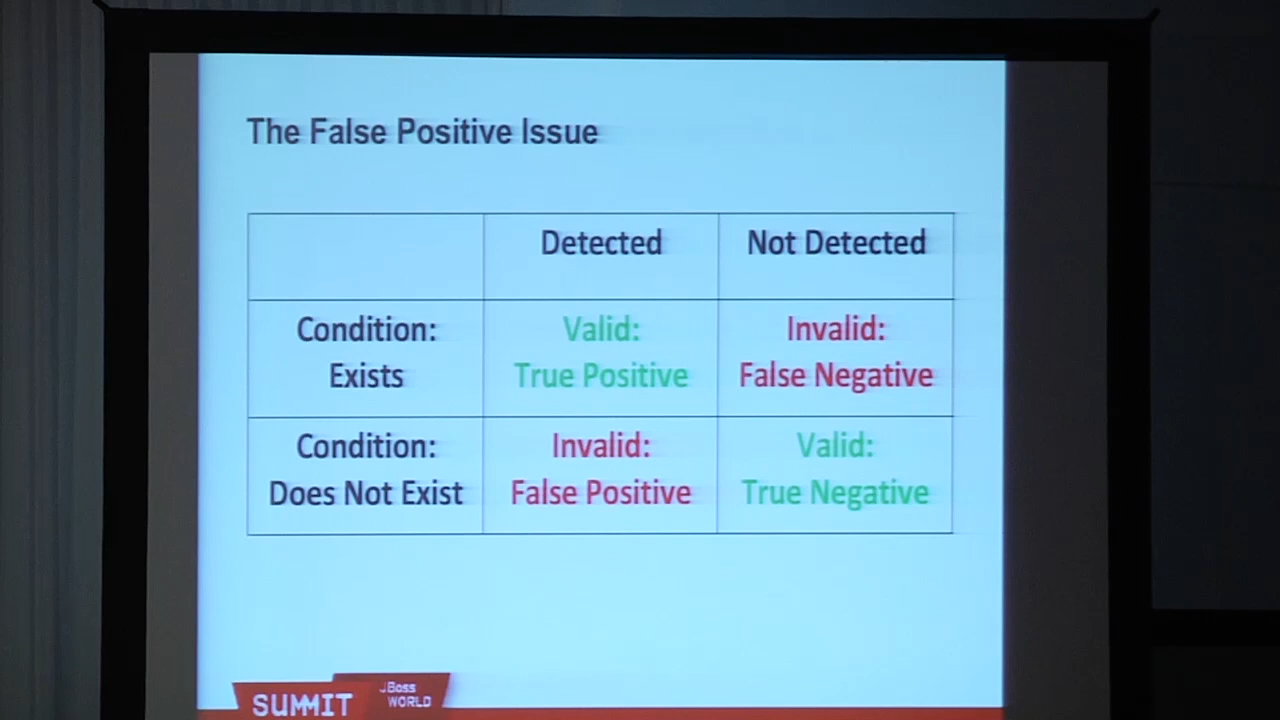 The False Positive Issue
Detected
Not Detected
Condition:
Exists
Valid:
True Positive
Invalid:
False Negative
Condition:
Does Not Exist
Invalid:
False Positive
Valid:
True Negative
SUMMIT
JBoss
WORLD